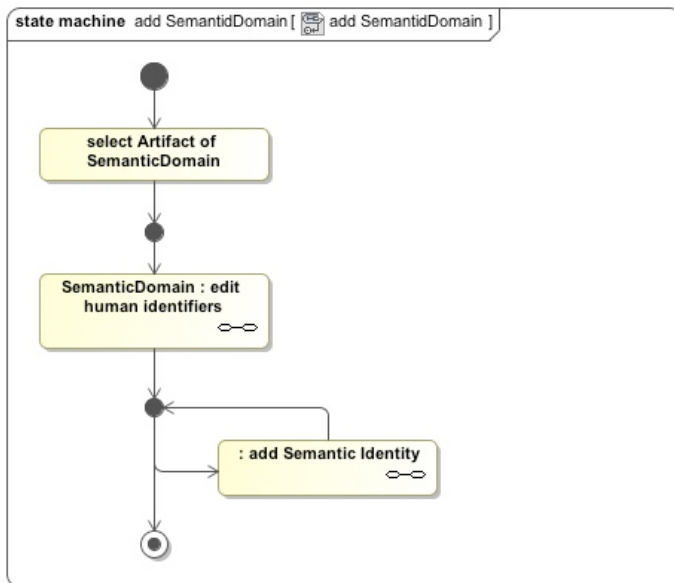 state machine add SemantidDomain [ add SemantidDomain ]
select Artifact of
SemanticDomain
SemanticDomain : edit
human identifiers
: add Semantic Identity